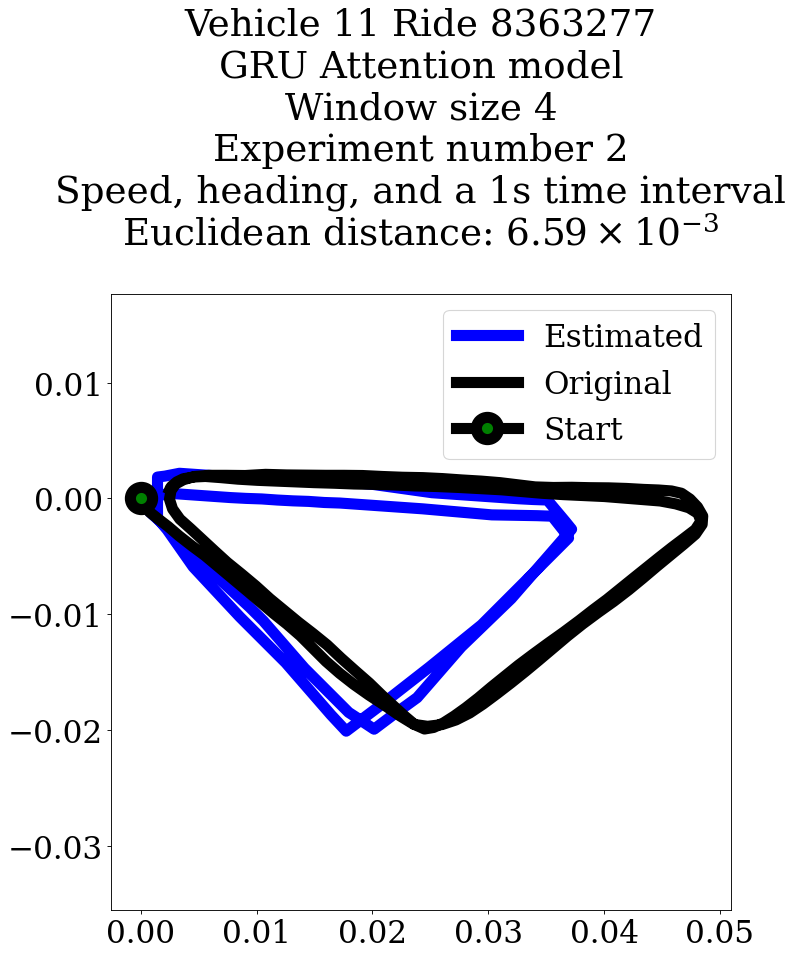 Vehicle 11 Ride 8363277
GRU Attention model
Window size 4
Experiment number 2
Speed, heading, and a 1s time interval
Euclidean distance: 6.59 × 10⁻³
Estimated
Original
Start
0.01
0.00
−0.01
−0.02
−0.03
0.00 0.01 0.02 0.03 0.04 0.05